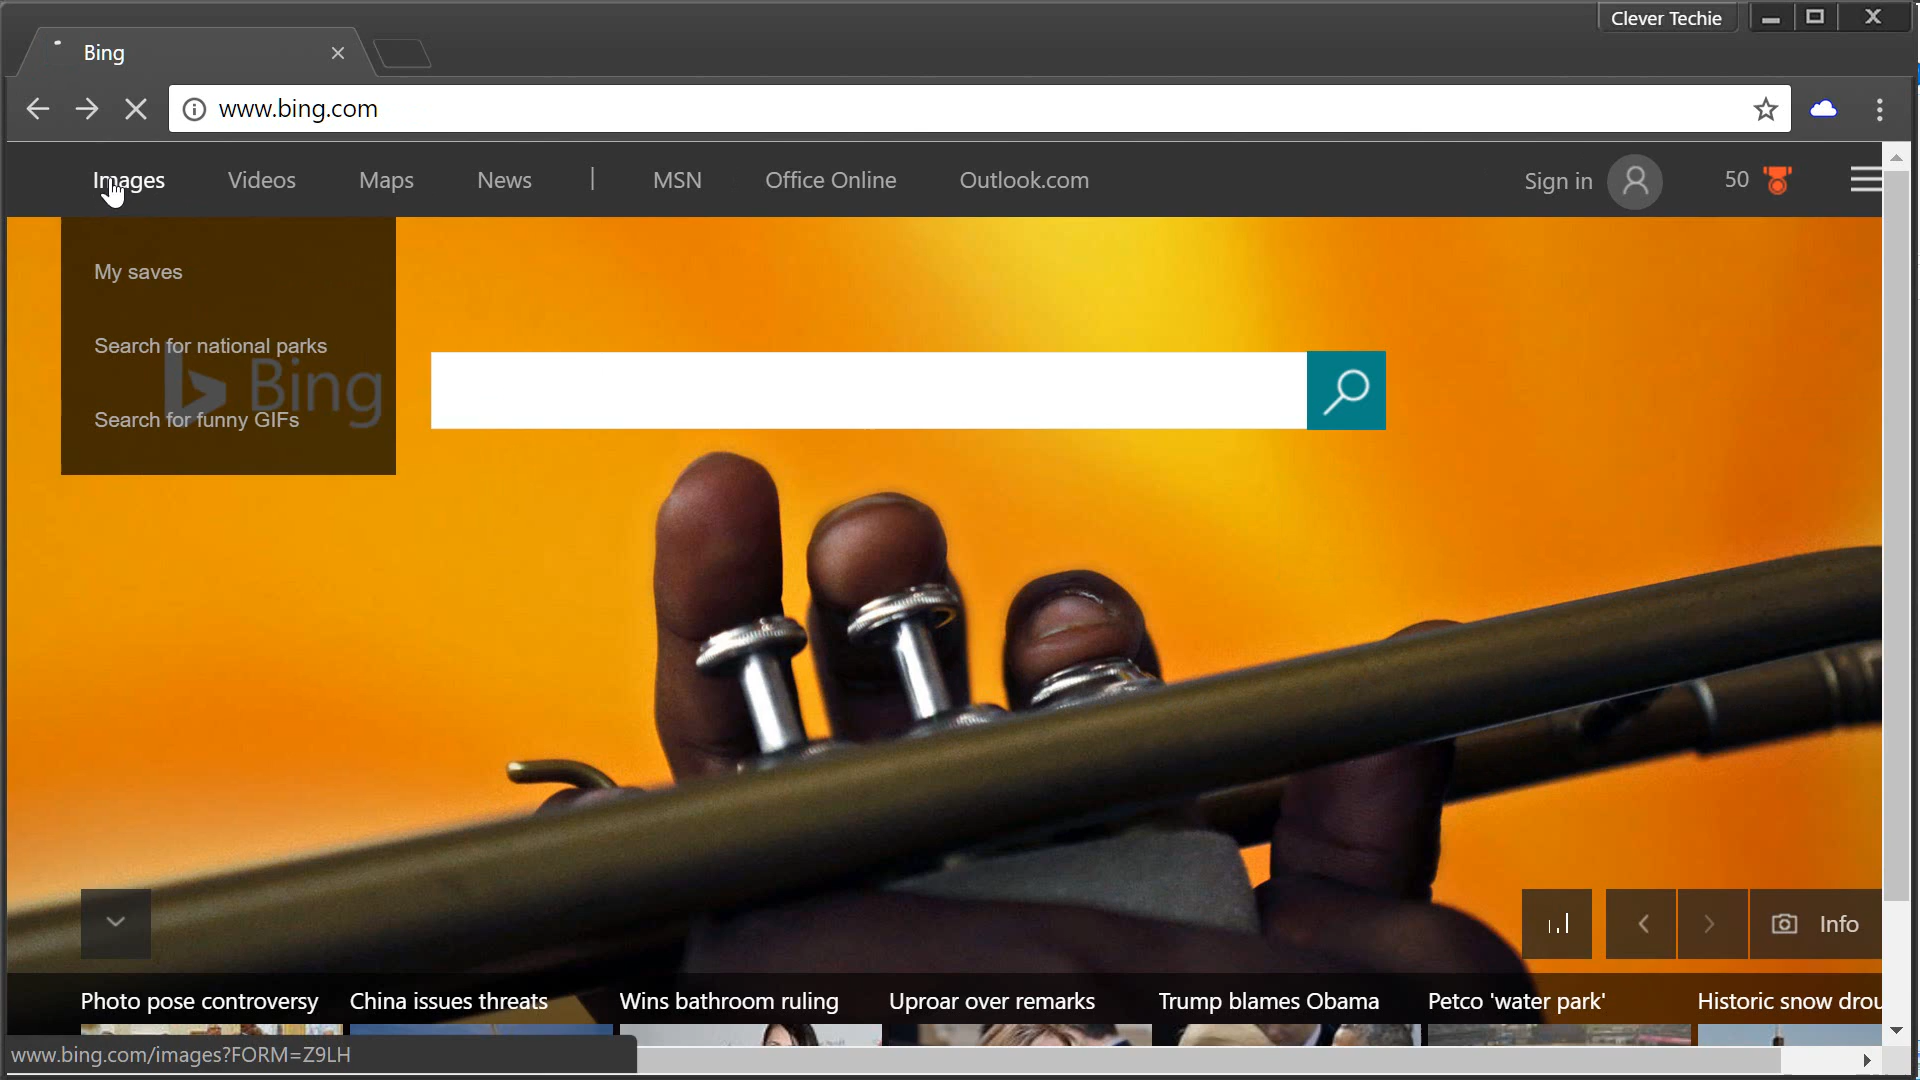 Clever Techie
Bing
www.bing.com
Images Videos Maps News | MSN Office Online Outlook.com Sign in 50
My saves
Search for national parks
Bing
Search for funny GIFs
Info
Photo pose controversy China issues threats Wins bathroom ruling Uproar over remarks Trump blames Obama Petco 'water park' Historic snow drou
www.bing.com/images?FORM=Z9LH